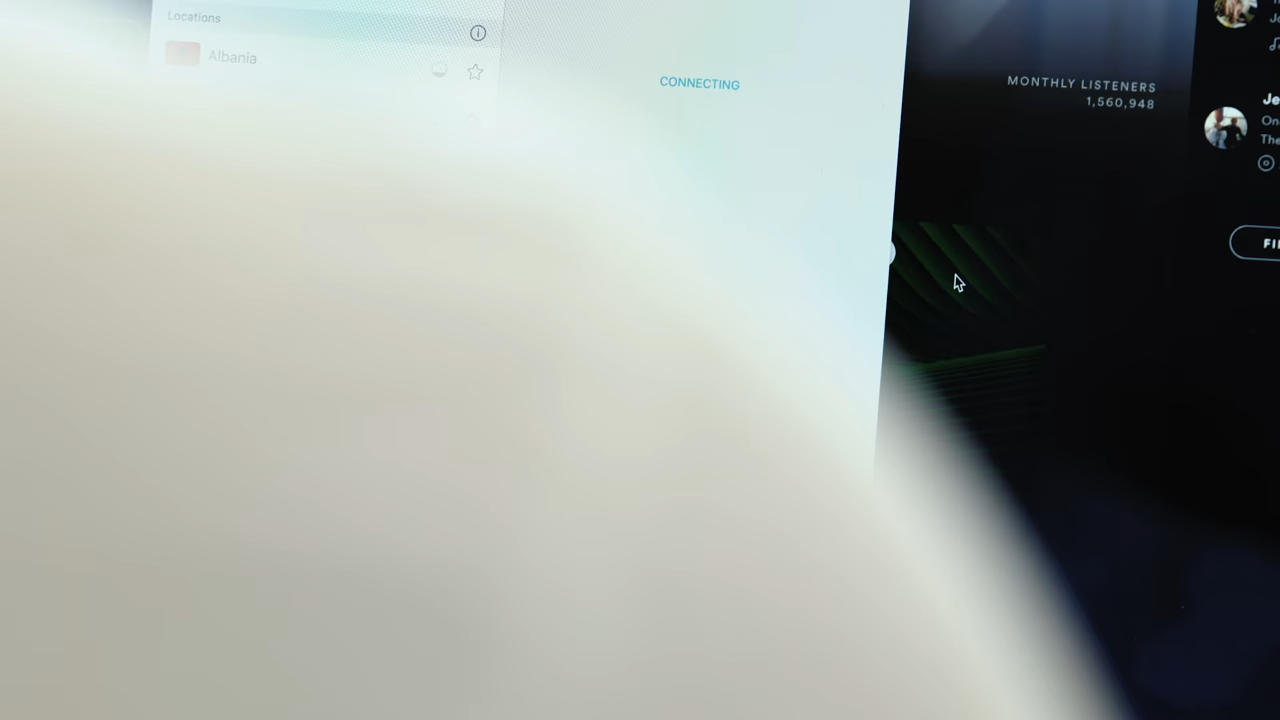 Locations
Albania
CONNECTING
MONTHLY LISTENERS
1,560,948